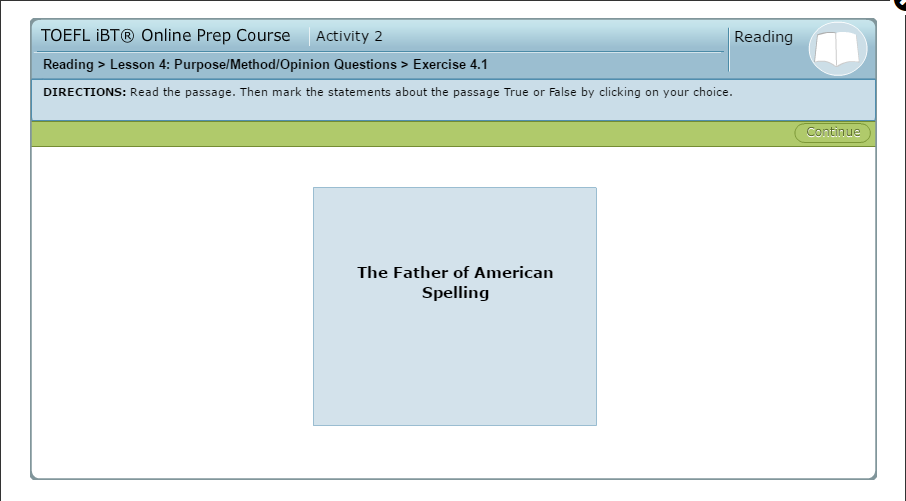 TOEFL iBT® Online Prep Course
Activity 2
Reading
Reading > Lesson 4: Purpose/Method/Opinion Questions > Exercise 4.1
DIRECTIONS: Read the passage. Then mark the statements about the passage True or False by clicking on your choice.
Continue
The Father of American
Spelling